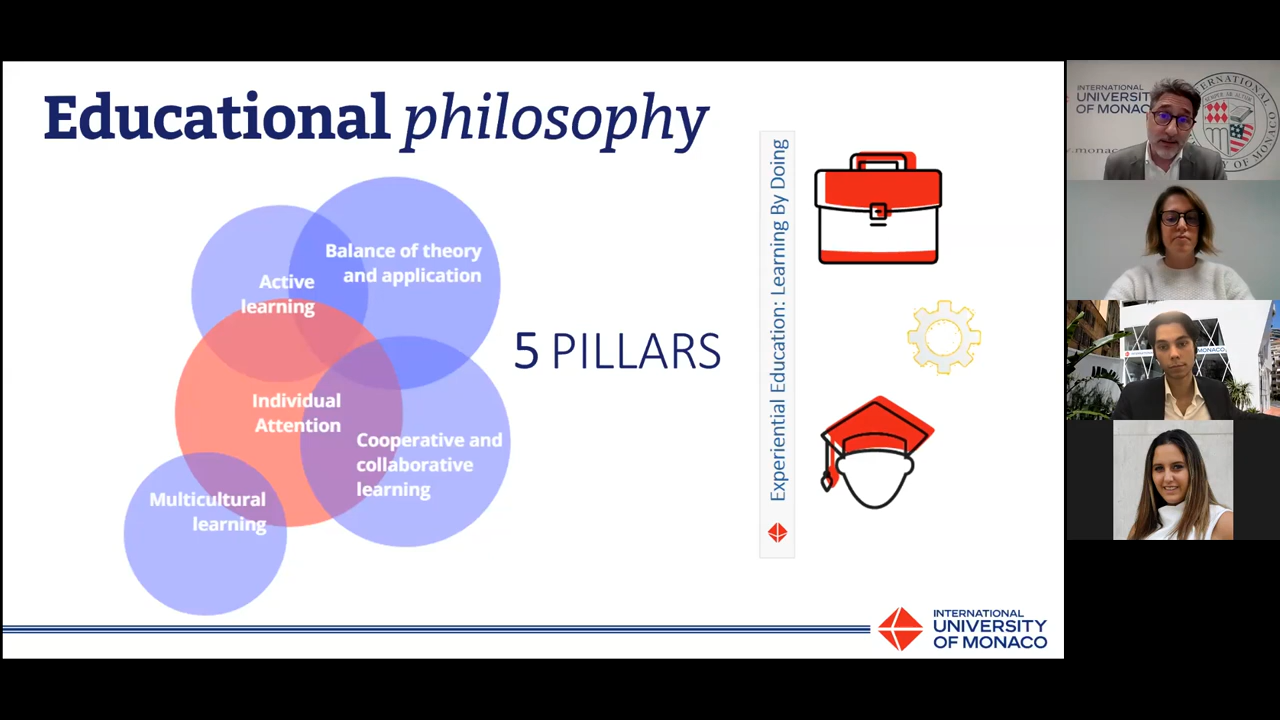 Educational philosophy
Balance of theory
and application
Active
learning
5 PILLARS
Individual
Attention
Cooperative and
collaborative
learning
Multicultural
learning
Experiential Education: Learning By Doing
INTERNATIONAL
UNIVERSITY
OF MONACO
INTERNATIONAL
UNIVERSITY
OF MONACO